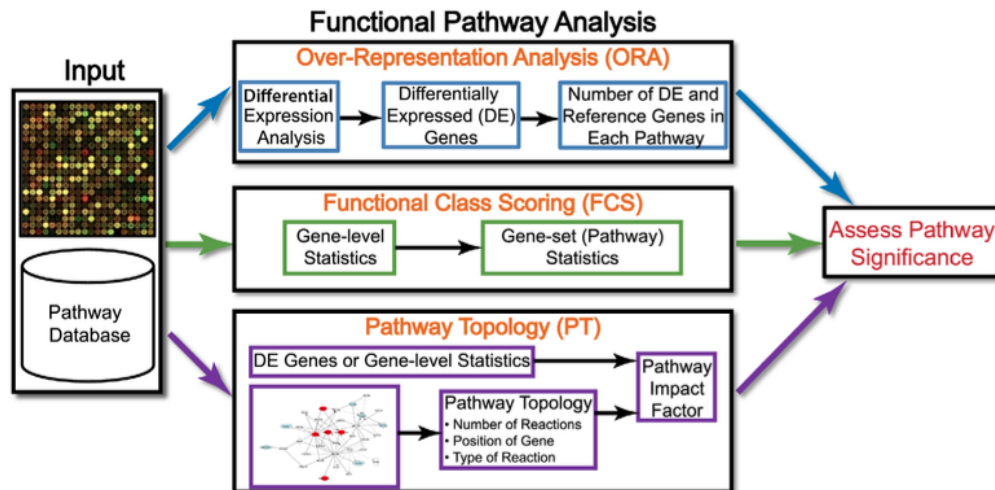 Functional Pathway Analysis
Input
Pathway
Database
Over-Representation Analysis (ORA)
Differential
Expression
Analysis
Differentially
Expressed (DE)
Genes
Number of DE and
Reference Genes in
Each Pathway
Functional Class Scoring (FCS)
Gene-level
Statistics
Gene-set (Pathway)
Statistics
Pathway Topology (PT)
DE Genes or Gene-level Statistics
Pathway Topology
• Number of Reactions
• Position of Gene
• Type of Reaction
Pathway
Impact
Factor
Assess Pathway
Significance